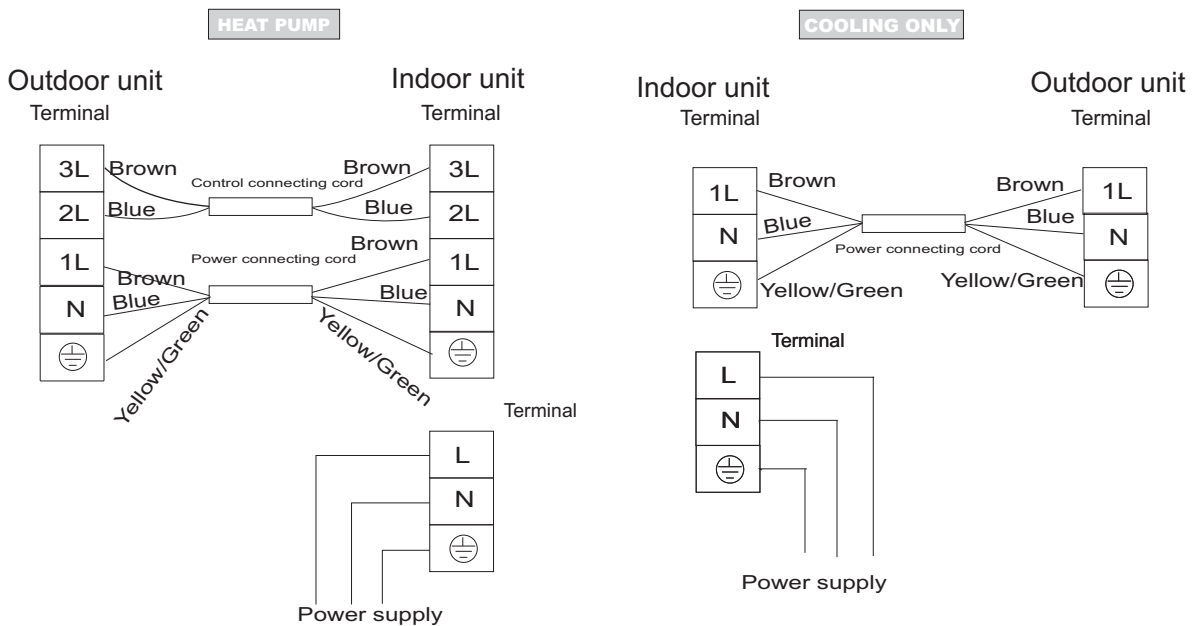 HEAT PUMP
Outdoor unit
Terminal
Indoor unit
Terminal
3L
Brown
Control connecting cord
Brown
3L
2L
Blue
Blue
2L
1L
Brown
Power connecting cord
Brown
1L
N
Blue
Blue
N
Yellow/Green
Yellow/Green
Terminal
L
N
Power supply
COOLING ONLY
Indoor unit
Terminal
Outdoor unit
Terminal
1L
Brown
Brown
1L
N
Blue
Power connecting cord
Blue
N
Yellow/Green
Yellow/Green
Terminal
L
N
Power supply